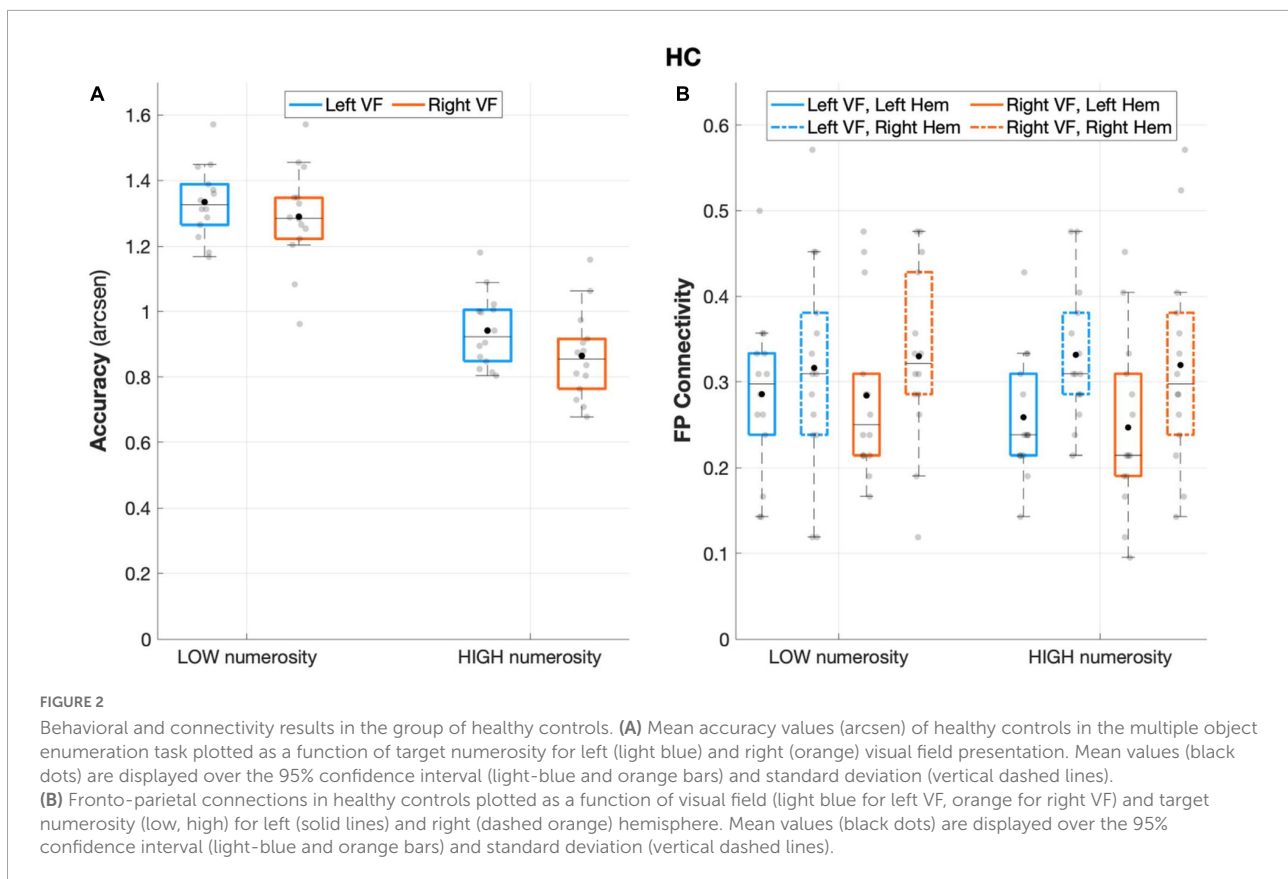 HC
A
Left VF Right VF
1.6
1.4
1.2
1
0.8
0.6
0.4
0.2
0
Accuracy (arcsen)
LOW numerosity HIGH numerosity
B
Left VF, Left Hem Right VF, Left Hem
Left VF, Right Hem Right VF, Right Hem
0.6
0.5
0.4
0.3
0.2
0.1
0
FP Connectivity
LOW numerosity HIGH numerosity
FIGURE 2
Behavioral and connectivity results in the group of healthy controls. (A) Mean accuracy values (arcsen) of healthy controls in the multiple object
enumeration task plotted as a function of target numerosity for left (light blue) and right (orange) visual field presentation. Mean values (black
dots) are displayed over the 95% confidence interval (light-blue and orange bars) and standard deviation (vertical dashed lines).
(B) Fronto-parietal connections in healthy controls plotted as a function of visual field (light blue for left VF, orange for right VF) and target
numerosity (low, high) for left (solid lines) and right (dashed orange) hemisphere. Mean values (black dots) are displayed over the 95%
confidence interval (light-blue and orange bars) and standard deviation (vertical dashed lines).